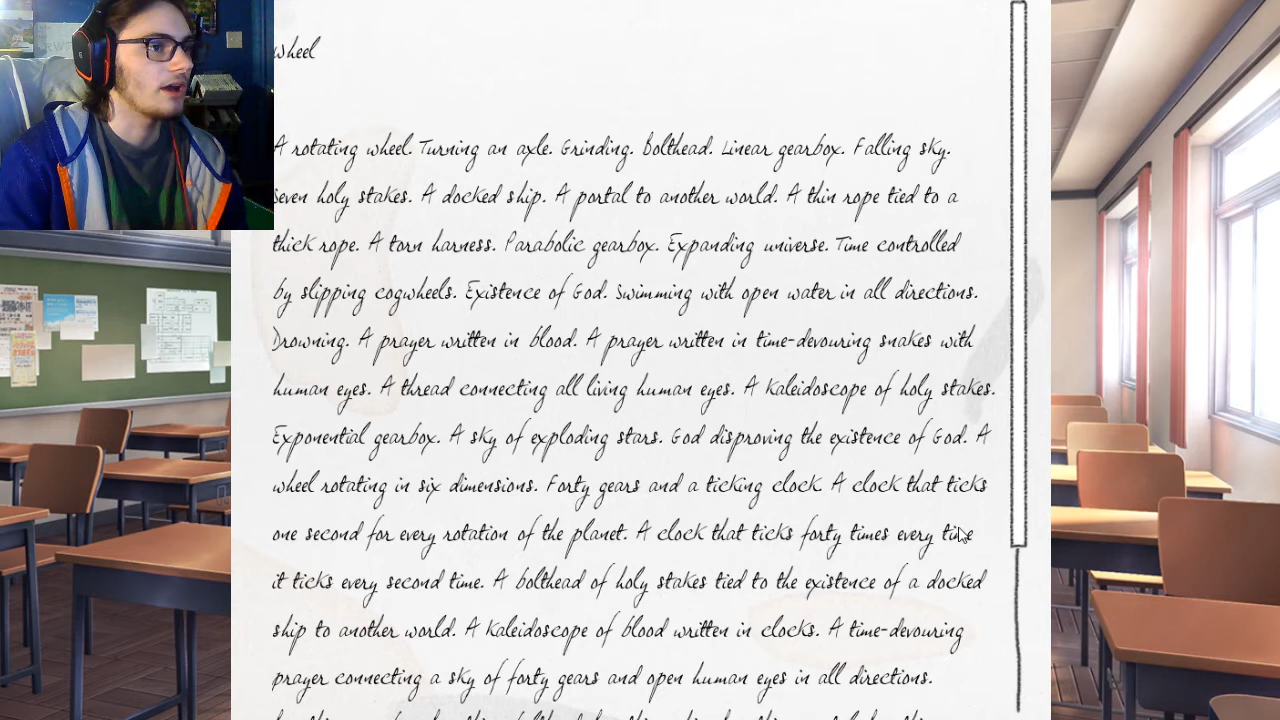 wheel
A rotating wheel. Turning an axle. Grinding. Bolthead. Linear gearbox. Falling sky.
Seven holy stakes. A docked ship. A portal to another world. A thin rope tied to a
thick rope. A torn harness. Parabolic gearbox. Expanding universe. Time controlled
by slipping cogwheels. Existence of God. Swimming with open water in all directions.
Drowning. A prayer written in blood. A prayer written in time-devouring snakes with
human eyes. A thread connecting all living human eyes. A kaleidoscope of holy stakes.
Exponential gearbox. A sky of exploding stars. God disproving the existence of God. A
wheel rotating in six dimensions. Forty gears and a ticking clock. A clock that ticks
one second for every rotation of the planet. A clock that ticks forty times every time
it ticks every second time. A bolthead of holy stakes tied to the existence of a docked
ship to another world. A kaleidoscope of blood written in clocks. A time-devouring
prayer connecting a sky of forty gears and open human eyes in all directions.